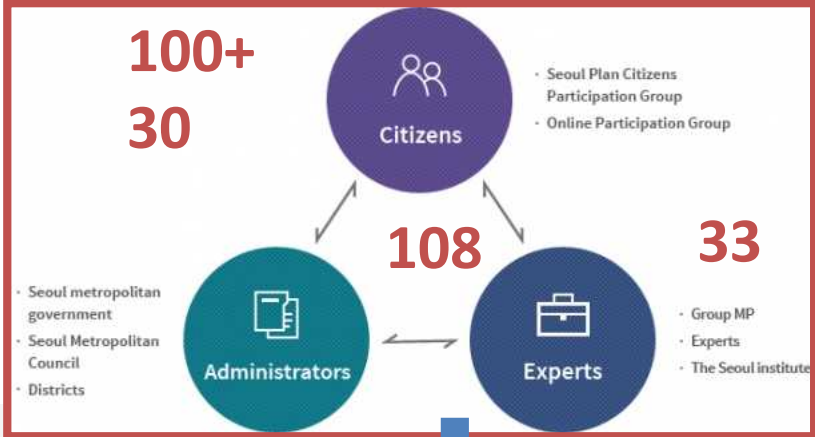 100+
30
Citizens
· Seoul Plan Citizens
Participation Group
· Online Participation Group
108
33
· Seoul metropolitan
government
· Seoul Metropolitan
Council
· Districts
Administrators
Experts
· Group MP
· Experts
· The Seoul institute